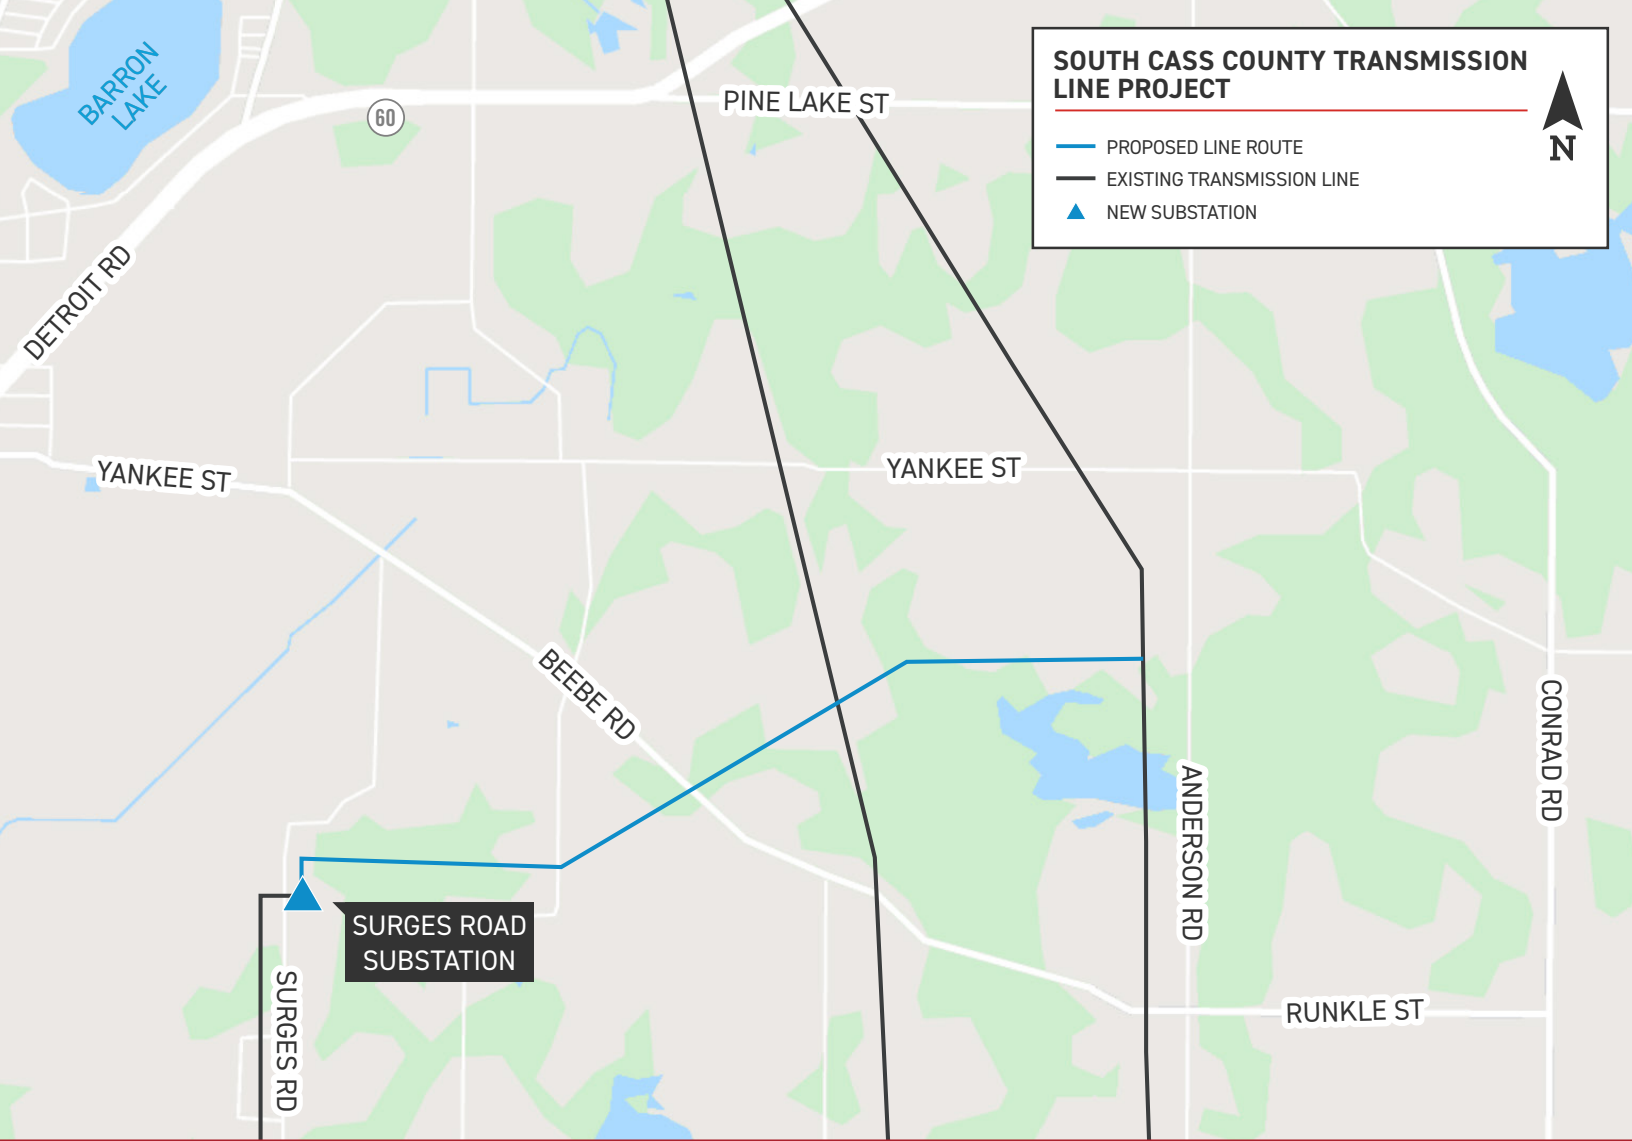 BARRON
LAKE
60
PINE LAKE ST
SOUTH CASS COUNTY TRANSMISSION
LINE PROJECT
N
PROPOSED LINE ROUTE
EXISTING TRANSMISSION LINE
NEW SUBSTATION
DETROIT RD
YANKEE ST
YANKEE ST
BEEBE RD
CONRAD RD
ANDERSON RD
SURGES ROAD
SUBSTATION
SURGES RD
RUNKLE ST